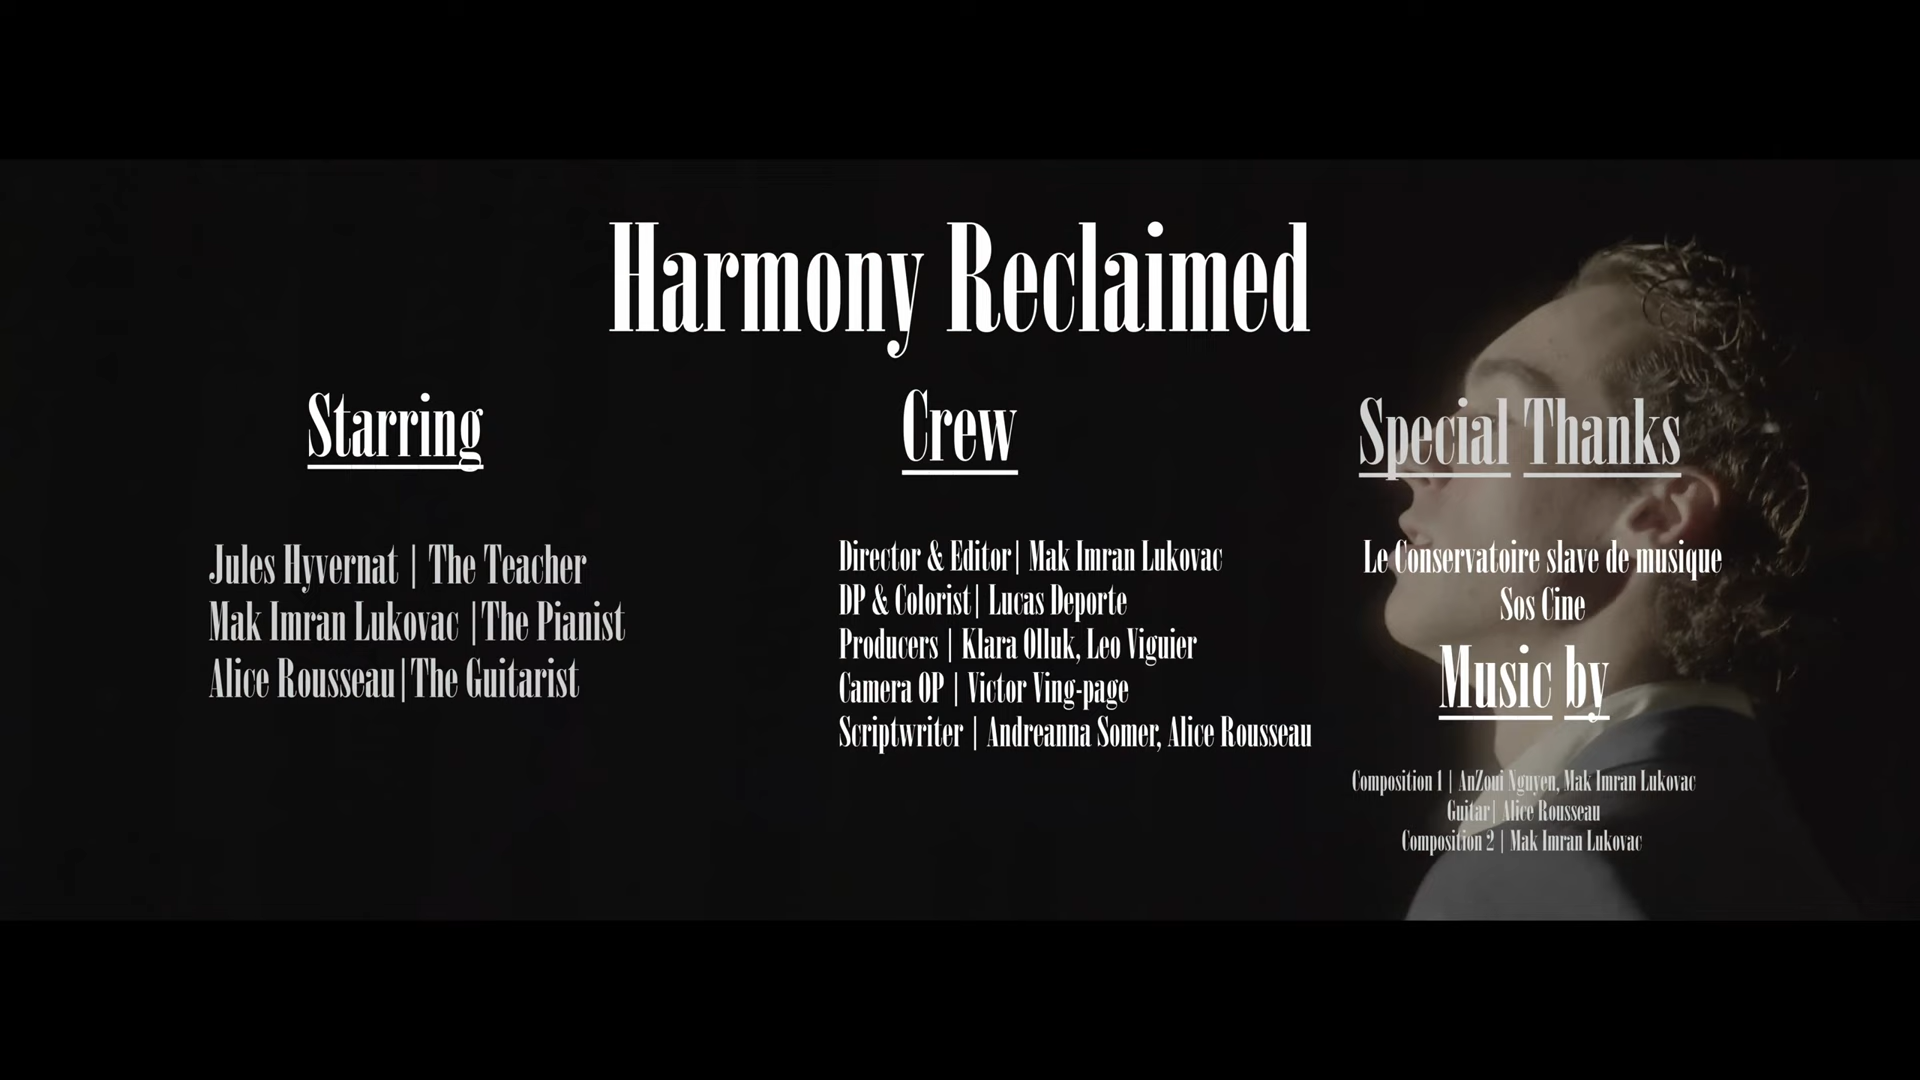 Harmony Reclaimed
Starring
Jules Hyvernat | The Teacher
Mak Imran Lukovac |The Pianist
Alice Rousseau|The Guitarist
Crew
Director & Editor| Mak Imran Lukovac
DP & Colorist| Lucas Deporte
Producers | Klara Olluk, Leo Viguier
Camera OP | Victor Ving-page
Scriptwriter | Andreanna Somer, Alice Rousseau
Special Thanks
Le Conservatoire slave de musique
Sos Cine
Music by
Composition 1 | AnZoui Nguyen, Mak Imran Lukovac
Guitar| Alice Rousseau
Composition 2 | Mak Imran Lukovac